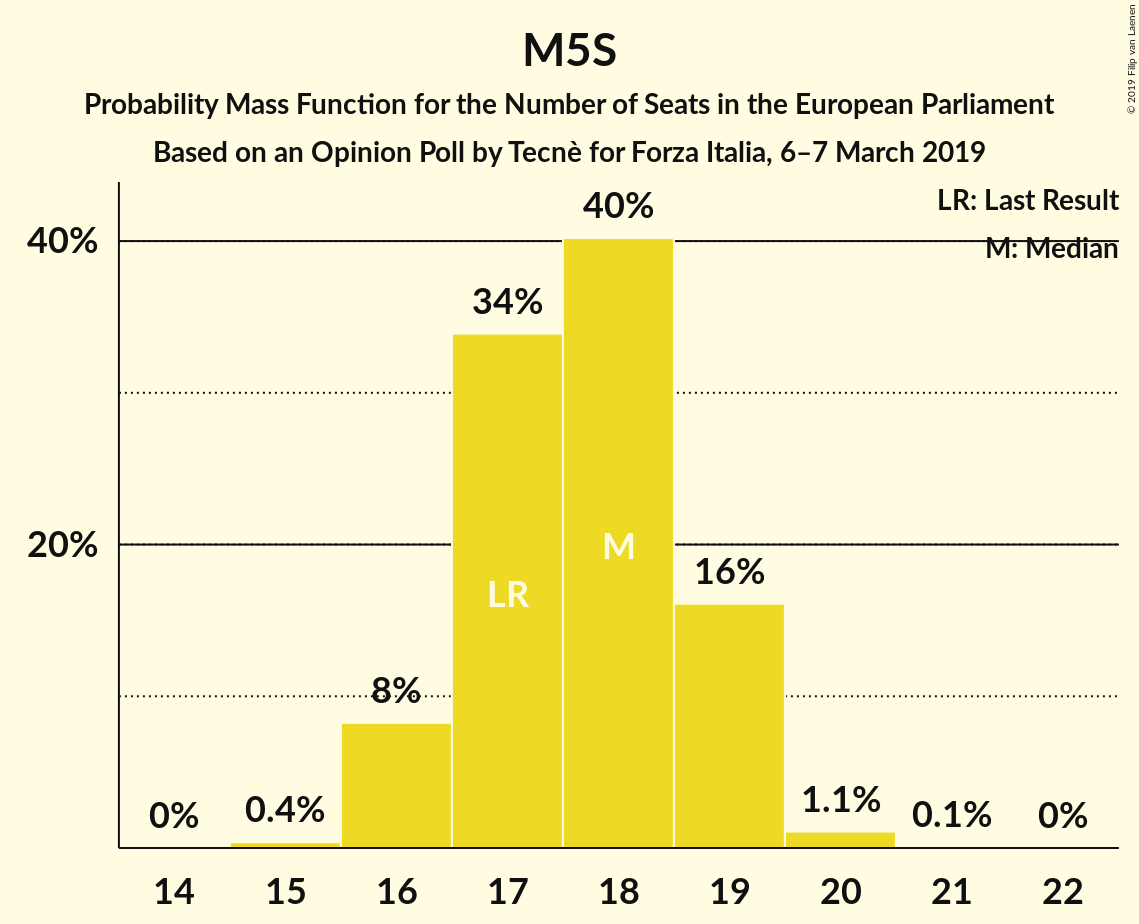 M5S
Probability Mass Function for the Number of Seats in the European Parliament
Based on an Opinion Poll by Tecnè for Forza Italia, 6–7 March 2019
© 2019 Filip van Laenen
LR: Last Result
M: Median
40%
20%
0%
0.4%
8%
34%
40%
16%
1.1%
0.1%
0%
LR
M
14 15 16 17 18 19 20 21 22